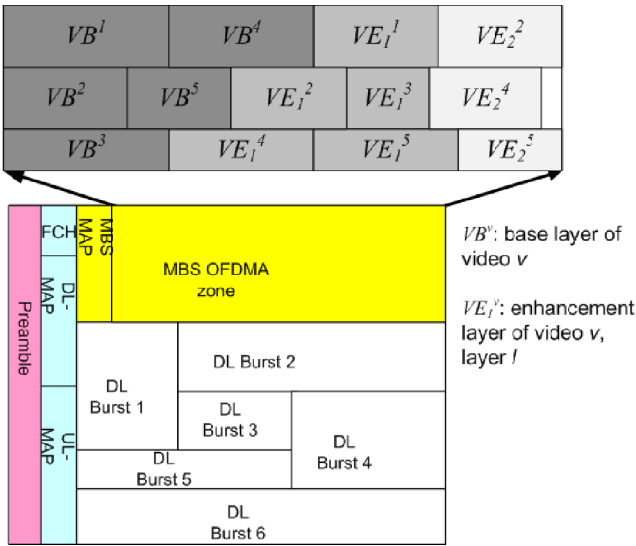 VB¹ VB⁴ VE₁¹ VE₂²
VB² VB⁵ VE₁² VE₁³ VE₂⁴
VB³ VE₁⁴ VE₁⁵ VE₂⁵
Preamble
FCH
DL-
MAP
UL-
MAP
MBS
MAP
MBS OFDMA
zone
DL
Burst 1
DL Burst 2
DL
Burst 3
DL
Burst 4
DL
Burst 5
DL
Burst 6
VBᵛ: base layer of
video v
VE₁ᵛ: enhancement
layer of video v,
layer l